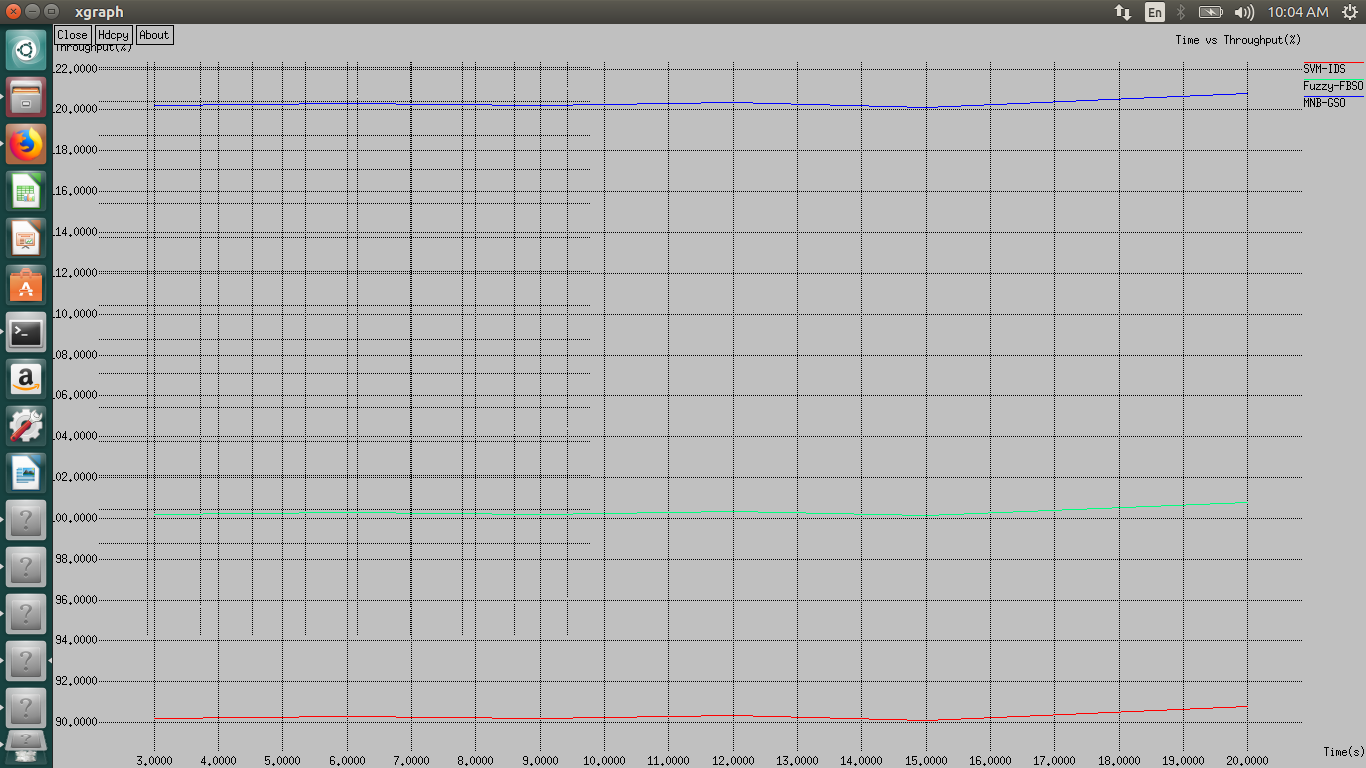 xgraph
En
10:04 AM
Close Hdcpy About
Throughput(%)
Time vs Throughput(%)
22.0000
20.0000
18.0000
16.0000
14.0000
12.0000
10.0000
08.0000
06.0000
04.0000
02.0000
00.0000
98.0000
96.0000
94.0000
92.0000
90.0000
SVM-IDS
Fuzzy-FBSO
MNB-GSO
Time(s)
3.0000 4.0000 5.0000 6.0000 7.0000 8.0000 9.0000 10.0000 11.0000 12.0000 13.0000 14.0000 15.0000 16.0000 17.0000 18.0000 19.0000 20.0000